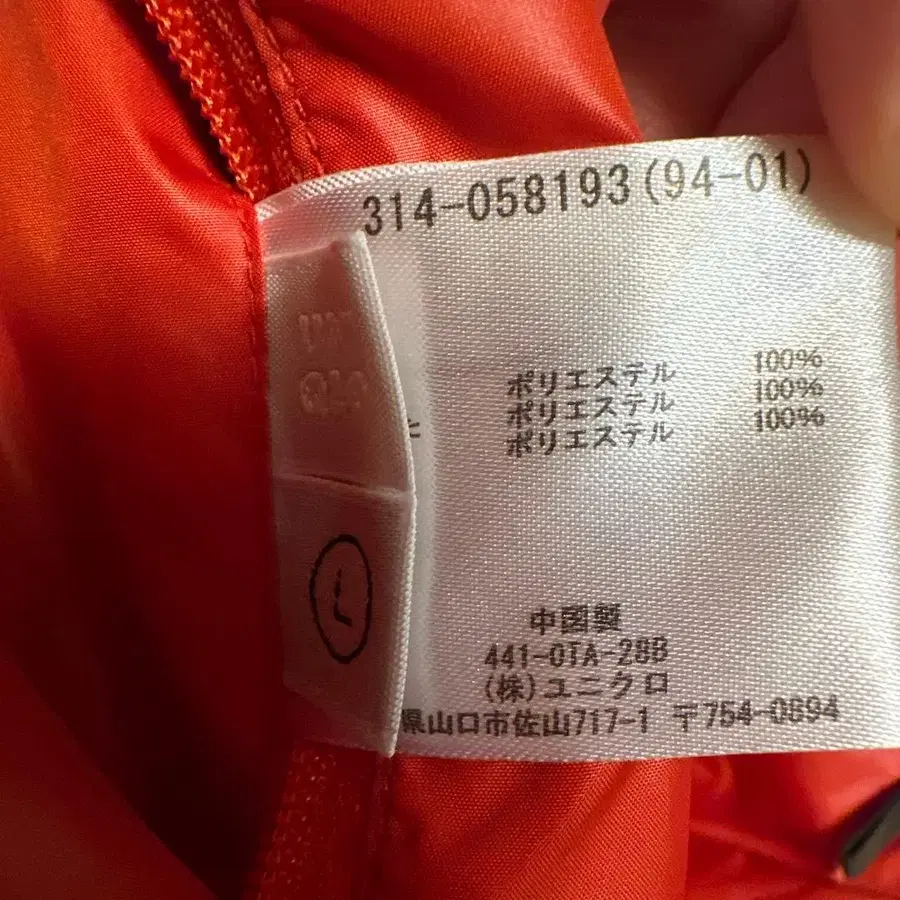 314-058193(94-01)
ポリエステル 100%
ポリエステル 100%
ポリエステル 100%
L
中国製
441-0TA-28B
(株)ユニクロ
県山口市佐山717-1 〒754-0894